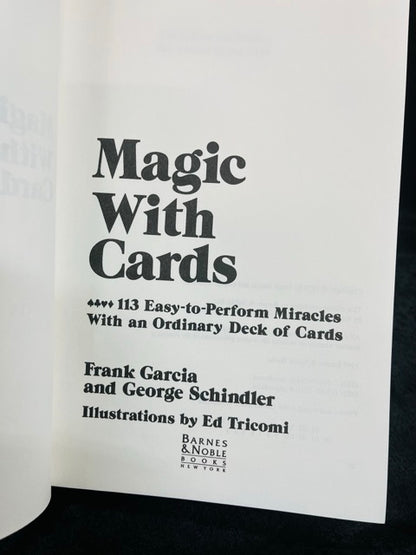 Magic
With
Cards
♠♣♥♦ 113 Easy-to-Perform Miracles
With an Ordinary Deck of Cards
Frank Garcia
and George Schindler
Illustrations by Ed Tricomi
BARNES
& NOBLE
BOOKS
NEW YORK